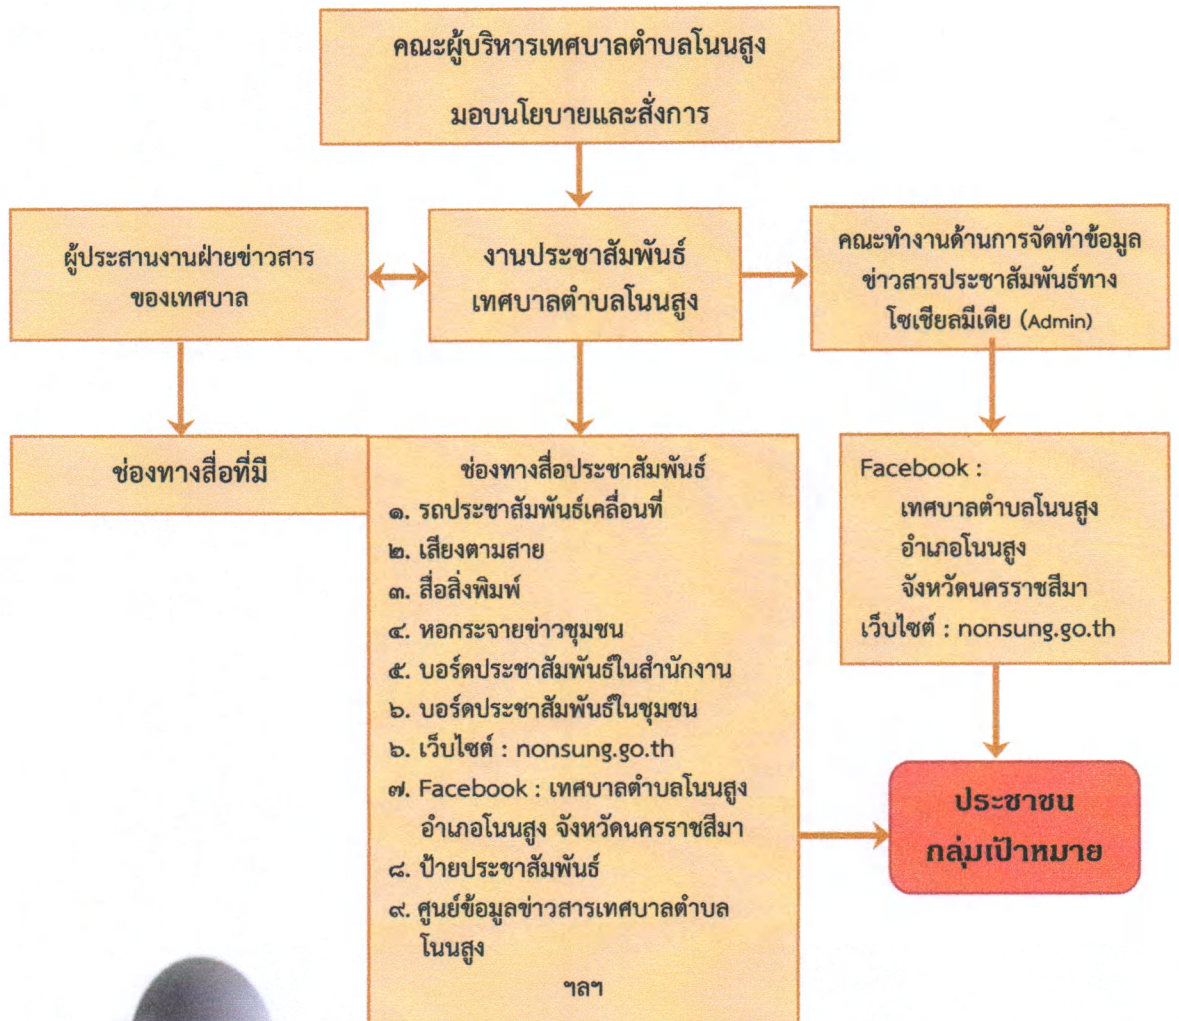 คณะผู้บริหารเทศบาลตำบลโนนสูง
มอบนโยบายและสั่งการ
ผู้ประสานงานฝ่ายข่าวสาร
ของเทศบาล
งานประชาสัมพันธ์
เทศบาลตำบลโนนสูง
คณะทำงานด้านการจัดทำข้อมูล
ข่าวสารประชาสัมพันธ์ทาง
โซเชียลมีเดีย (Admin)
ช่องทางสื่อที่มี
ช่องทางสื่อประชาสัมพันธ์
๑. รถประชาสัมพันธ์เคลื่อนที่
๒. เสียงตามสาย
๓. สื่อสิ่งพิมพ์
๔. หอกระจายข่าวชุมชน
๕. บอร์ดประชาสัมพันธ์ในสำนักงาน
๖. บอร์ดประชาสัมพันธ์ในชุมชน
๖. เว็บไซต์ : nonsung.go.th
๗. Facebook : เทศบาลตำบลโนนสูง
อำเภอโนนสูง จังหวัดนครราชสีมา
๘. ป้ายประชาสัมพันธ์
๙. ศูนย์ข้อมูลข่าวสารเทศบาลตำบล
โนนสูง
ฯลฯ
Facebook :
เทศบาลตำบลโนนสูง
อำเภอโนนสูง
จังหวัดนครราชสีมา
เว็บไซต์ : nonsung.go.th
ประชาชน
กลุ่มเป้าหมาย